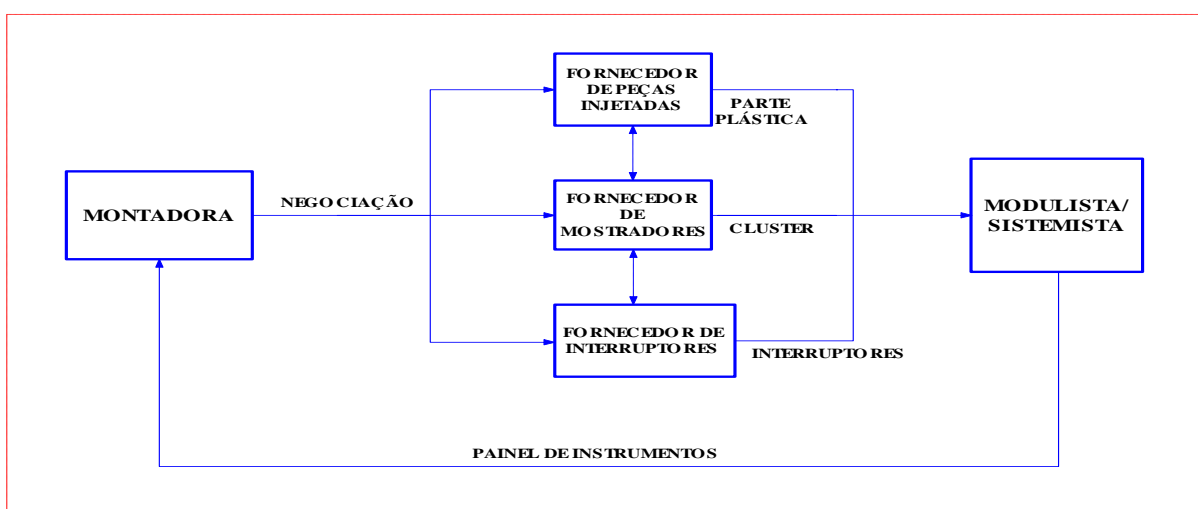 FORNECEDOR
DE PEÇAS
INJETADAS
PARTE
PLÁSTICA
MONTADORA
NEGOCIAÇÃO
FORNECEDOR
DE
MOSTRADORES
CLUSTER
MODULISTA/
SISTEMISTA
FORNECEDOR DE
INTERRUPTORES
INTERRUPTORES
PAINEL DE INSTRUMENTOS